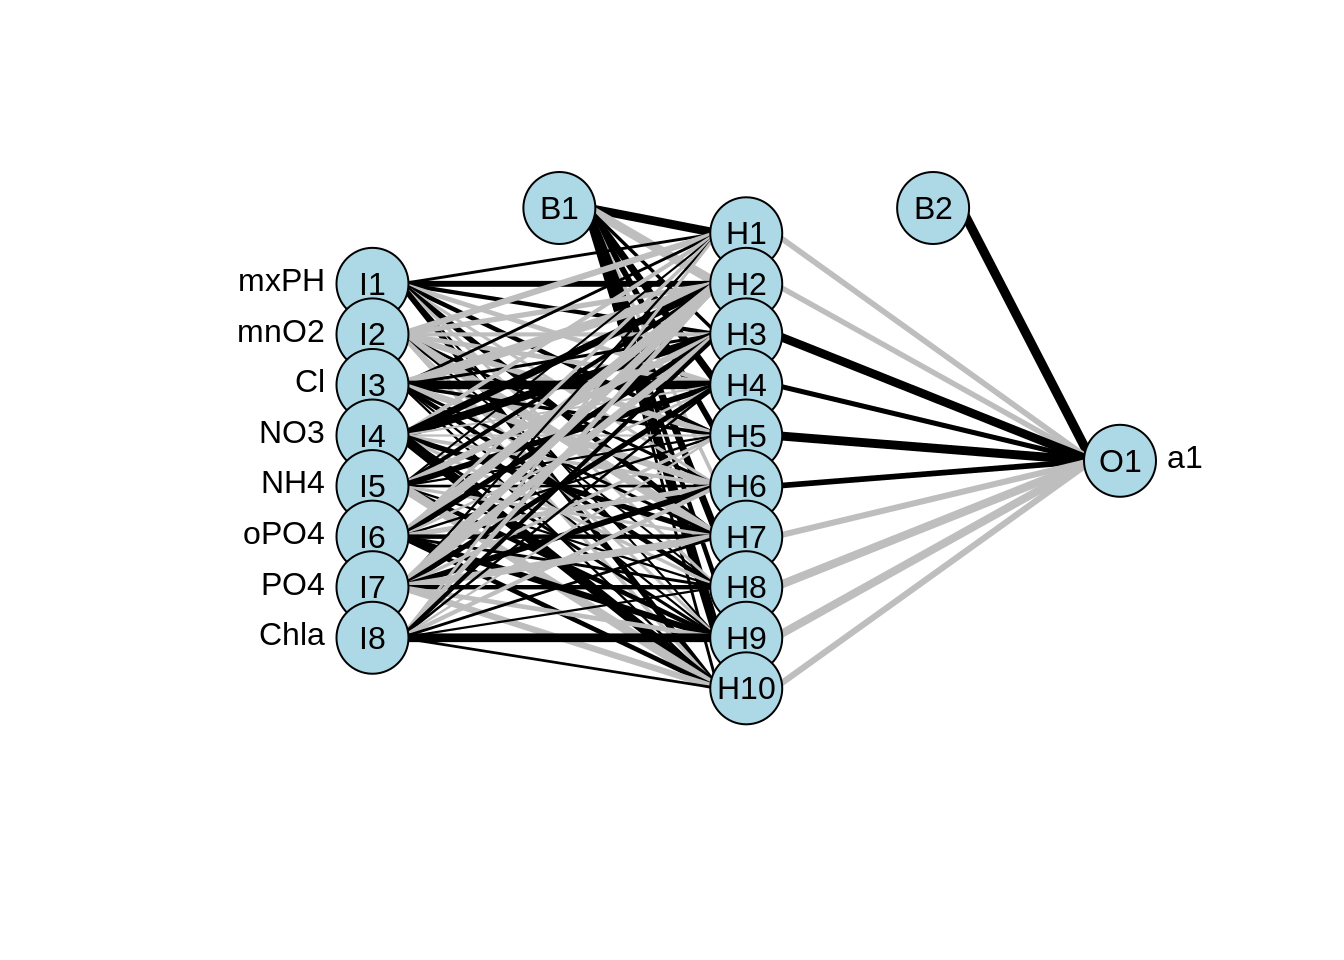 B1
B2
H1
mxPH I1
H2
mnO2 I2
H3
Cl I3
H4
NO3 I4
H5
O1 a1
NH4 I5
H6
oPO4 I6
H7
PO4 I7
H8
Chla I8
H9
H10